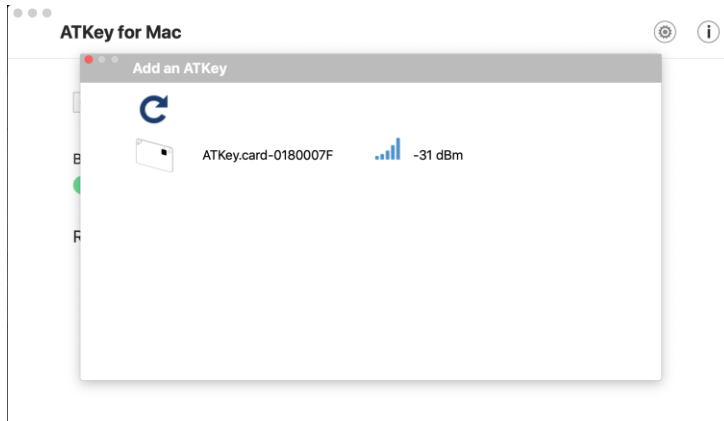 ATKey for Mac
Add an ATKey
ATKey.card-0180007F -31 dBm
B
R